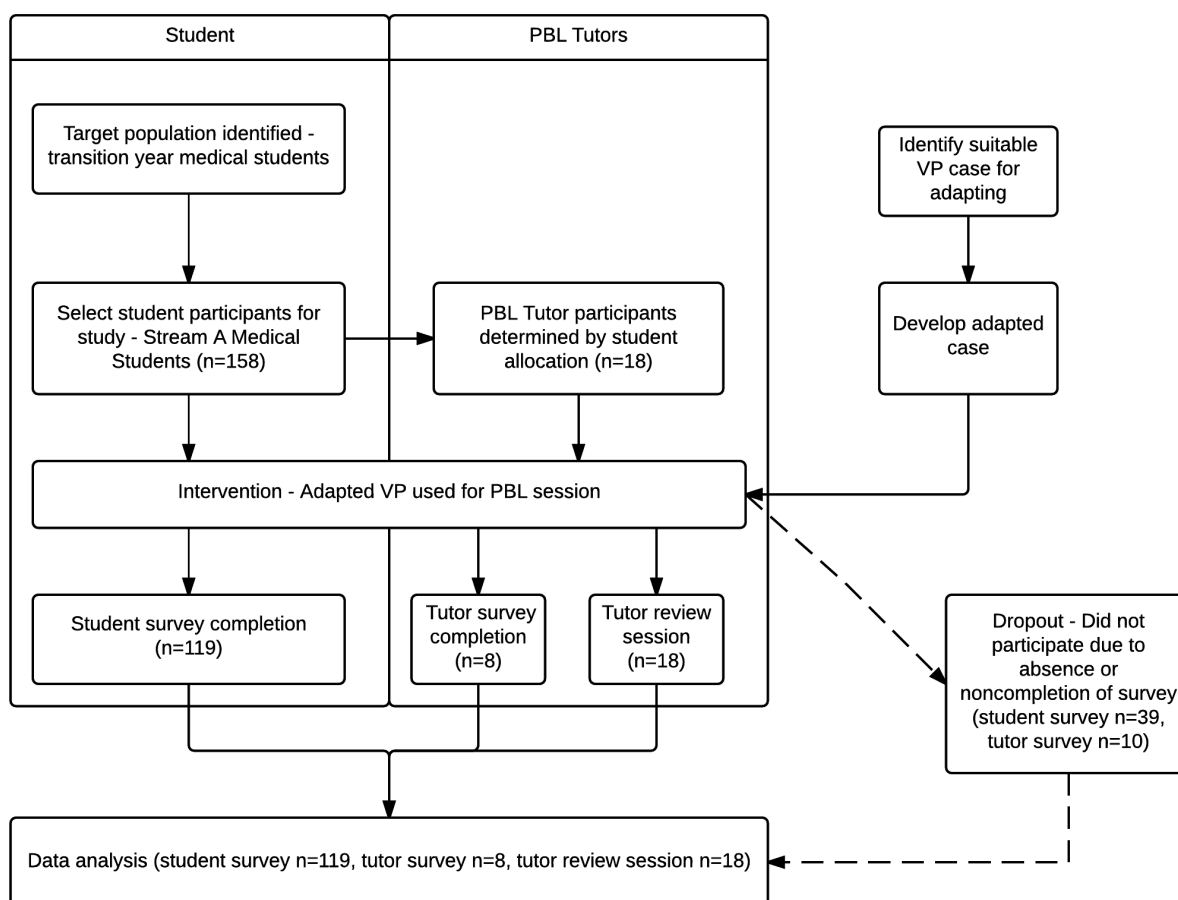 Student
PBL Tutors
Target population identified -
transition year medical students
Identify suitable
VP case for
adapting
Select student participants for
study - Stream A Medical
Students (n=158)
PBL Tutor participants
determined by student
allocation (n=18)
Develop adapted
case
Intervention - Adapted VP used for PBL session
Student survey completion
(n=119)
Tutor survey
completion
(n=8)
Tutor review
session
(n=18)
Dropout - Did not
participate due to
absence or
noncompletion of survey
(student survey n=39,
tutor survey n=10)
Data analysis (student survey n=119, tutor survey n=8, tutor review session n=18)